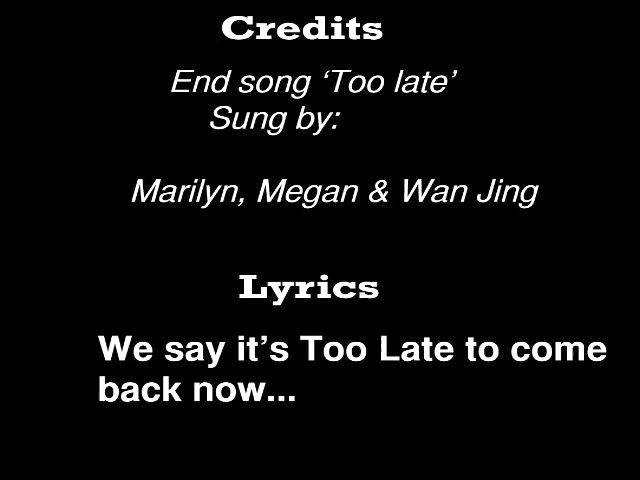 Credits
End song ‘Too late’
Sung by:
Marilyn, Megan & Wan Jing
Lyrics
We say it’s Too Late to come
back now...